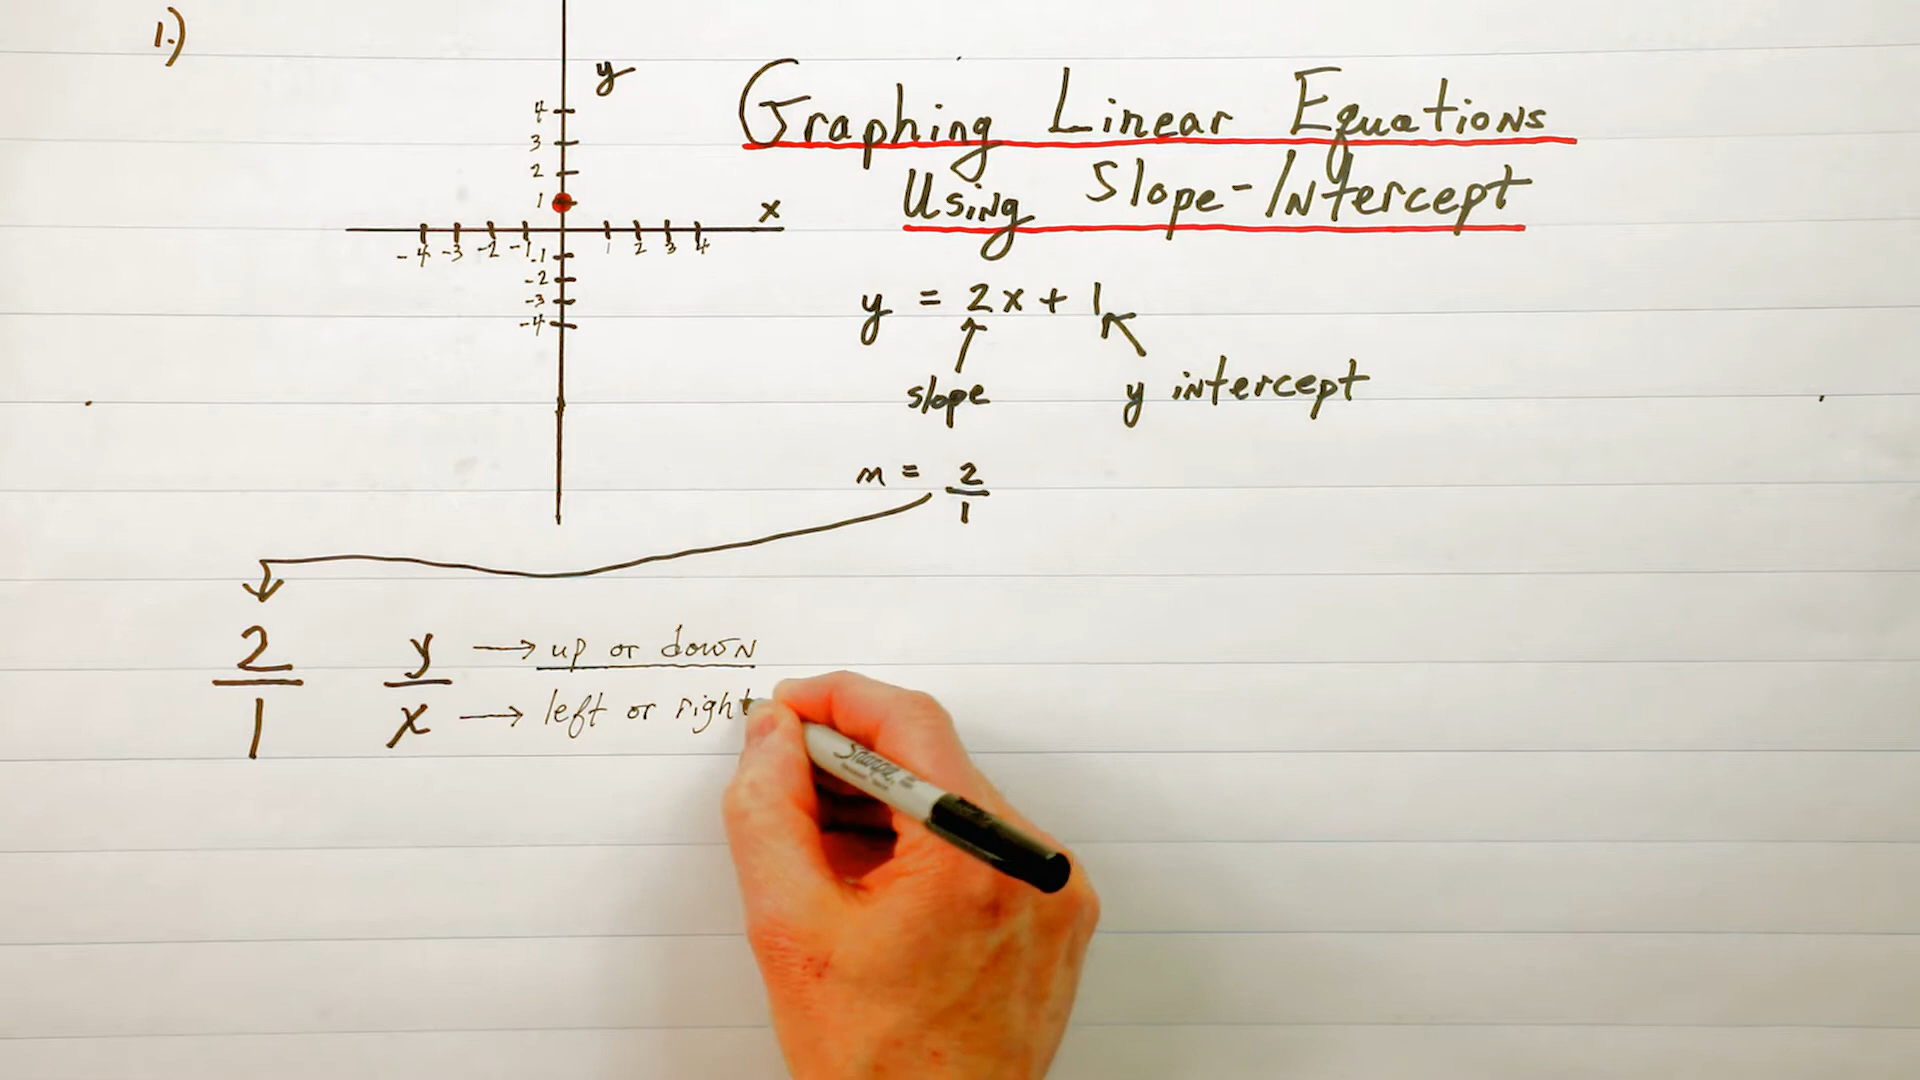 1.)
y
4
3
2
1
x
-4 -3 -2 -1 1 2 3 4
-1
-2
-3
-4
Graphing Linear Equations
Using Slope-Intercept
y = 2x + 1
slope
y intercept
m = 2
1
2 y → up or down
1 x → left or right
Sharpie